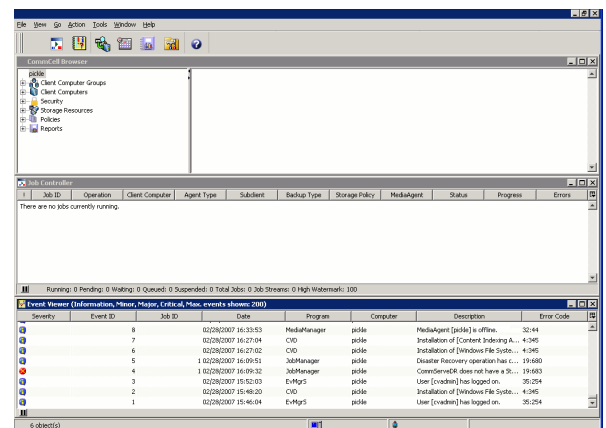 File View Go Action Tools Window Help
CommCell Browser
pickle
Client Computer Groups
Client Computers
Security
Storage Resources
Policies
Reports
Job Controller
! Job ID Operation Client Computer Agent Type Subclient Backup Type Storage Policy MediaAgent Status Progress Errors
There are no jobs currently running.
Running: 0 Pending: 0 Waiting: 0 Queued: 0 Suspended: 0 Total Jobs: 0 Job Streams: 0 High Watermark: 100
Event Viewer (Information, Minor, Major, Critical, Max. events shown: 200)
Severity Event ID Job ID Date Program Computer Description Error Code
8 02/28/2007 16:33:53 MediaManager pickle MediaAgent [pickle] is offline. 32:44
7 02/28/2007 16:27:04 CVD pickle Installation of [Content Indexing A... 4:345
6 02/28/2007 16:27:02 CVD pickle Installation of [Windows File Syste... 4:345
5 1 02/28/2007 16:09:51 JobManager pickle Disaster Recovery operation has c... 19:680
4 1 02/28/2007 16:09:32 JobManager pickle CommServeDR does not have a St... 19:683
3 02/28/2007 15:52:03 EvMgrS pickle User [cvadmin] has logged on. 35:254
2 02/28/2007 15:48:20 CVD pickle Installation of [Windows File Syste... 4:345
1 02/28/2007 15:46:04 EvMgrS pickle User [cvadmin] has logged on. 35:254
6 object(s)